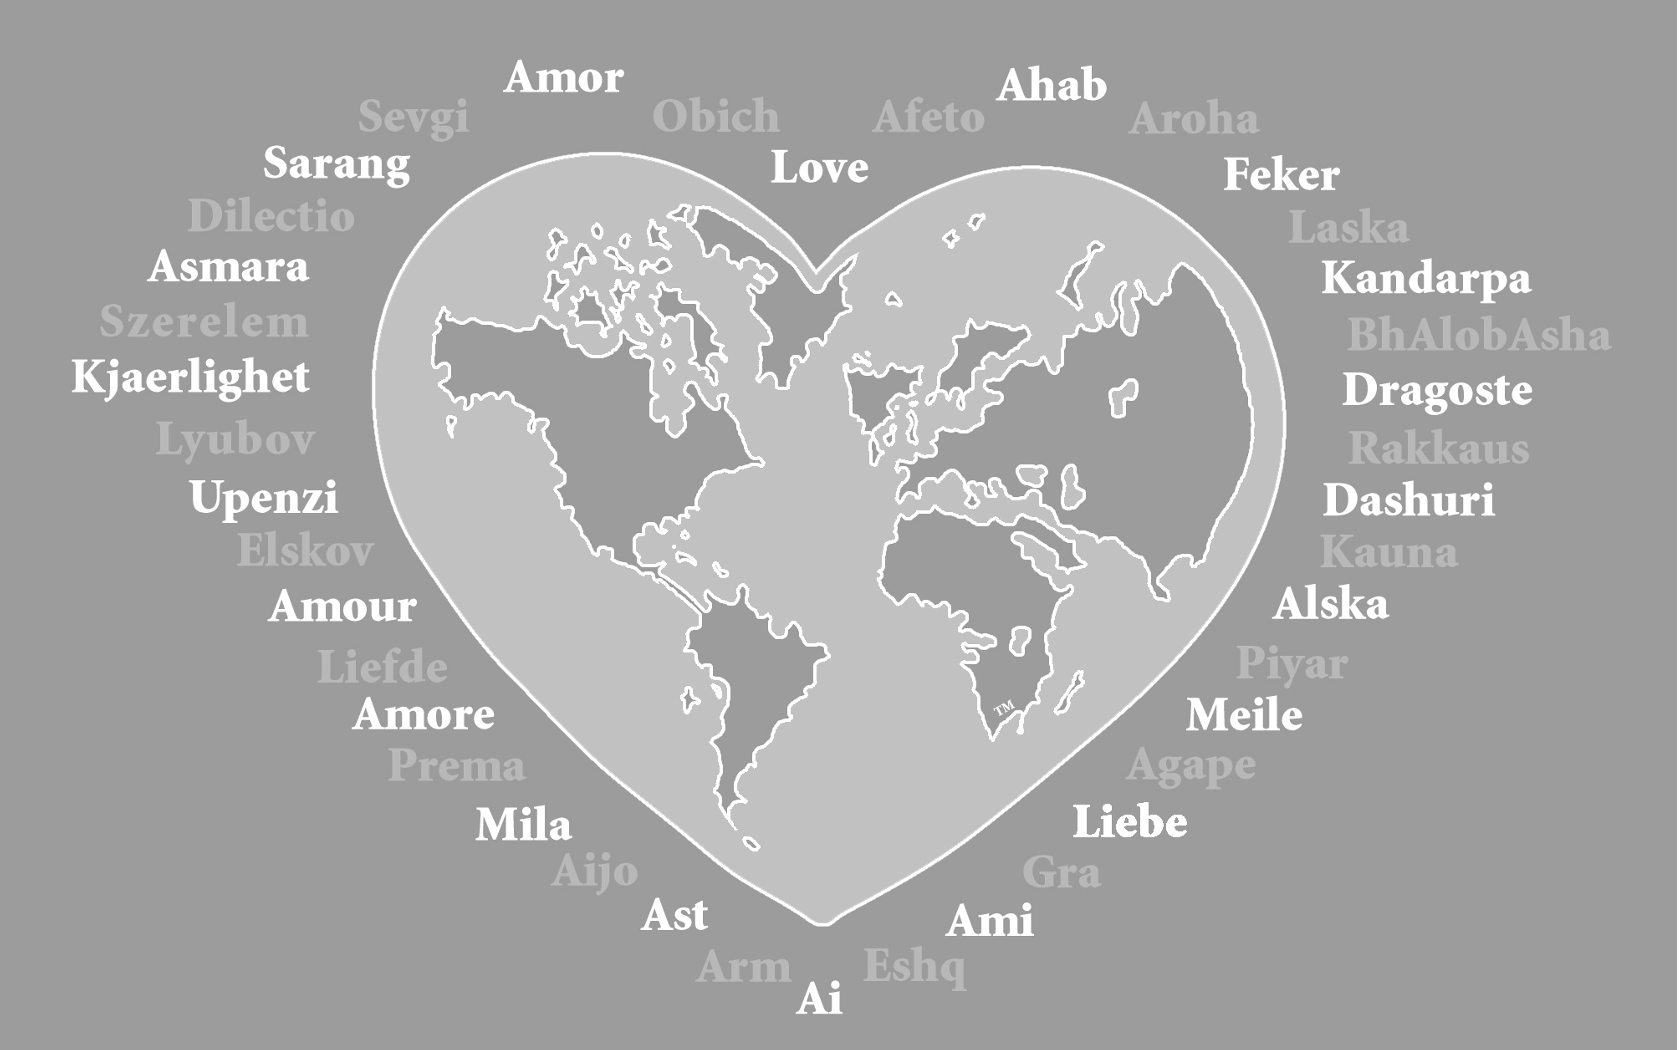 Amor
Ahab
Sevgi
Obich
Afeto
Aroha
Sarang
Love
Feker
Dilectio
Laska
Asmara
Kandarpa
Szerelem
BhAlobAsha
Kjaerlighet
Dragoste
Lyubov
Rakkaus
Upenzi
Dashuri
Elskov
Kauna
Amour
Alska
Liefde
Piyar
Amore
TM
Meile
Prema
Agape
Mila
Liebe
Aijo
Gra
Ast
Ami
Arm
Eshq
Ai